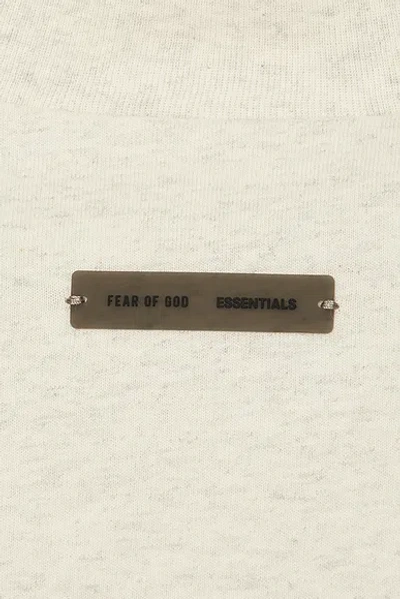 FEAR OF GOD ESSENTIALS